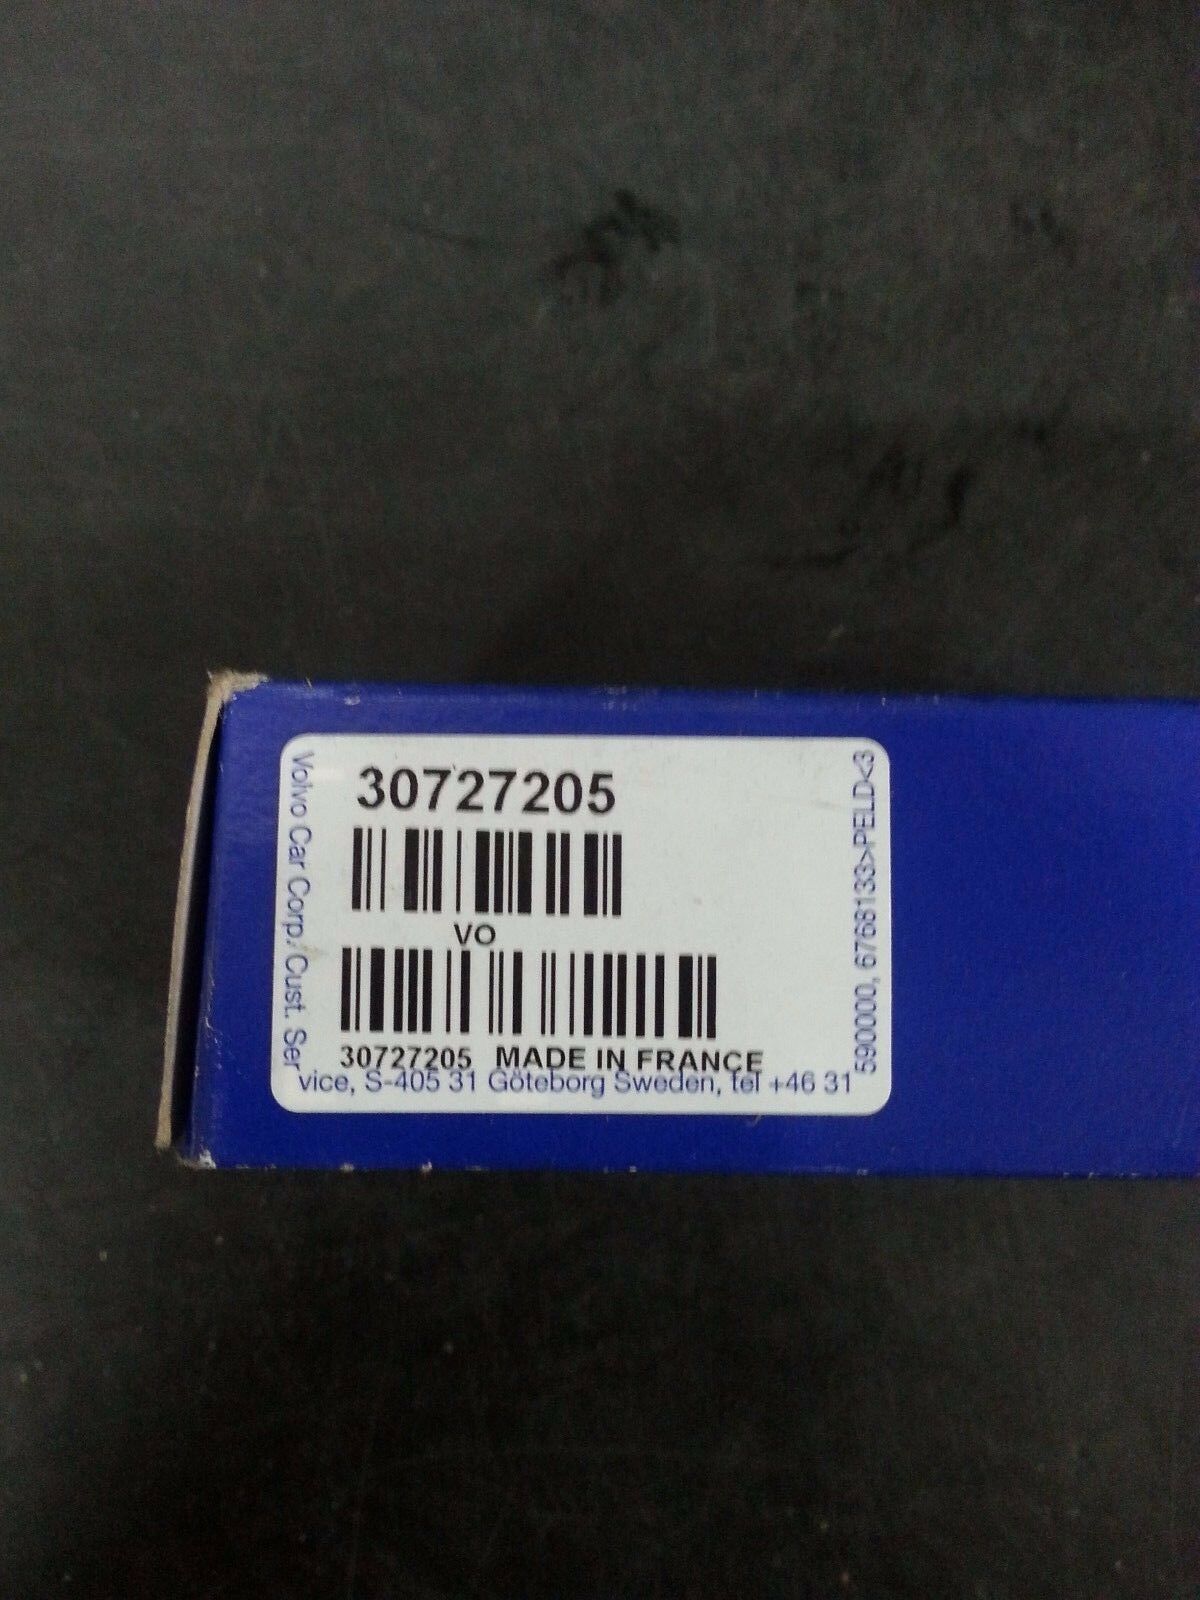 30727205
VO
30727205 MADE IN FRANCE
Volvo Car Corp./Cust. Ser
vice, S-405 31 Göteborg Sweden, tel +46 31
590000, 6768133>PELD<3